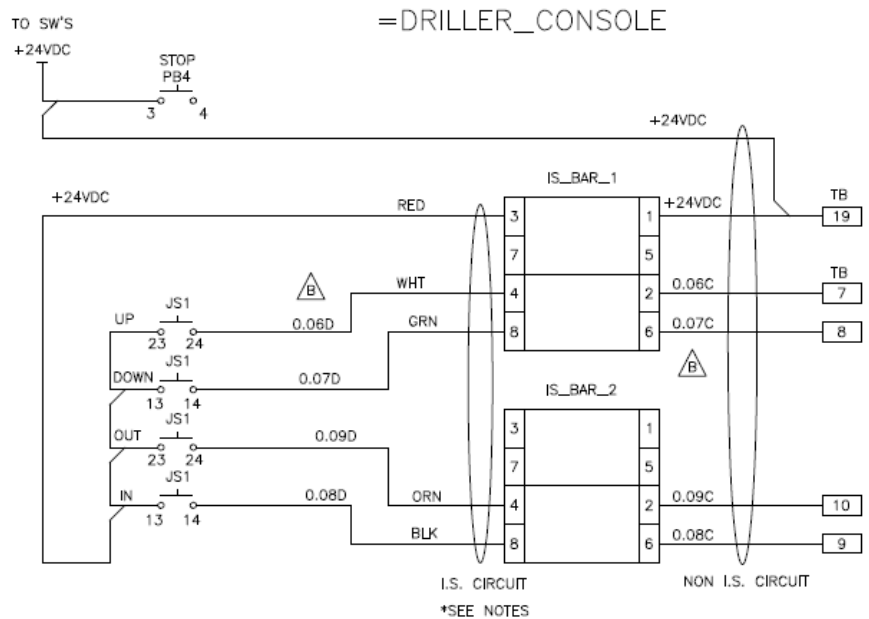 =DRILLER_CONSOLE
TO SW'S
+24VDC
STOP
PB4
3 4
+24VDC
IS_BAR_1
+24VDC
RED
3 1
+24VDC
TB
19
7 5
TB
B
WHT
4 2
0.06C
7
JS1
UP
23 24
0.06D
GRN
8 6
0.07C
8
JS1
DOWN
13 14
0.07D
B
IS_BAR_2
JS1
OUT
23 24
0.09D
3 1
7 5
JS1
IN
13 14
0.08D
ORN
4 2
0.09C
10
BLK
8 6
0.08C
9
I.S. CIRCUIT
NON I.S. CIRCUIT
*SEE NOTES